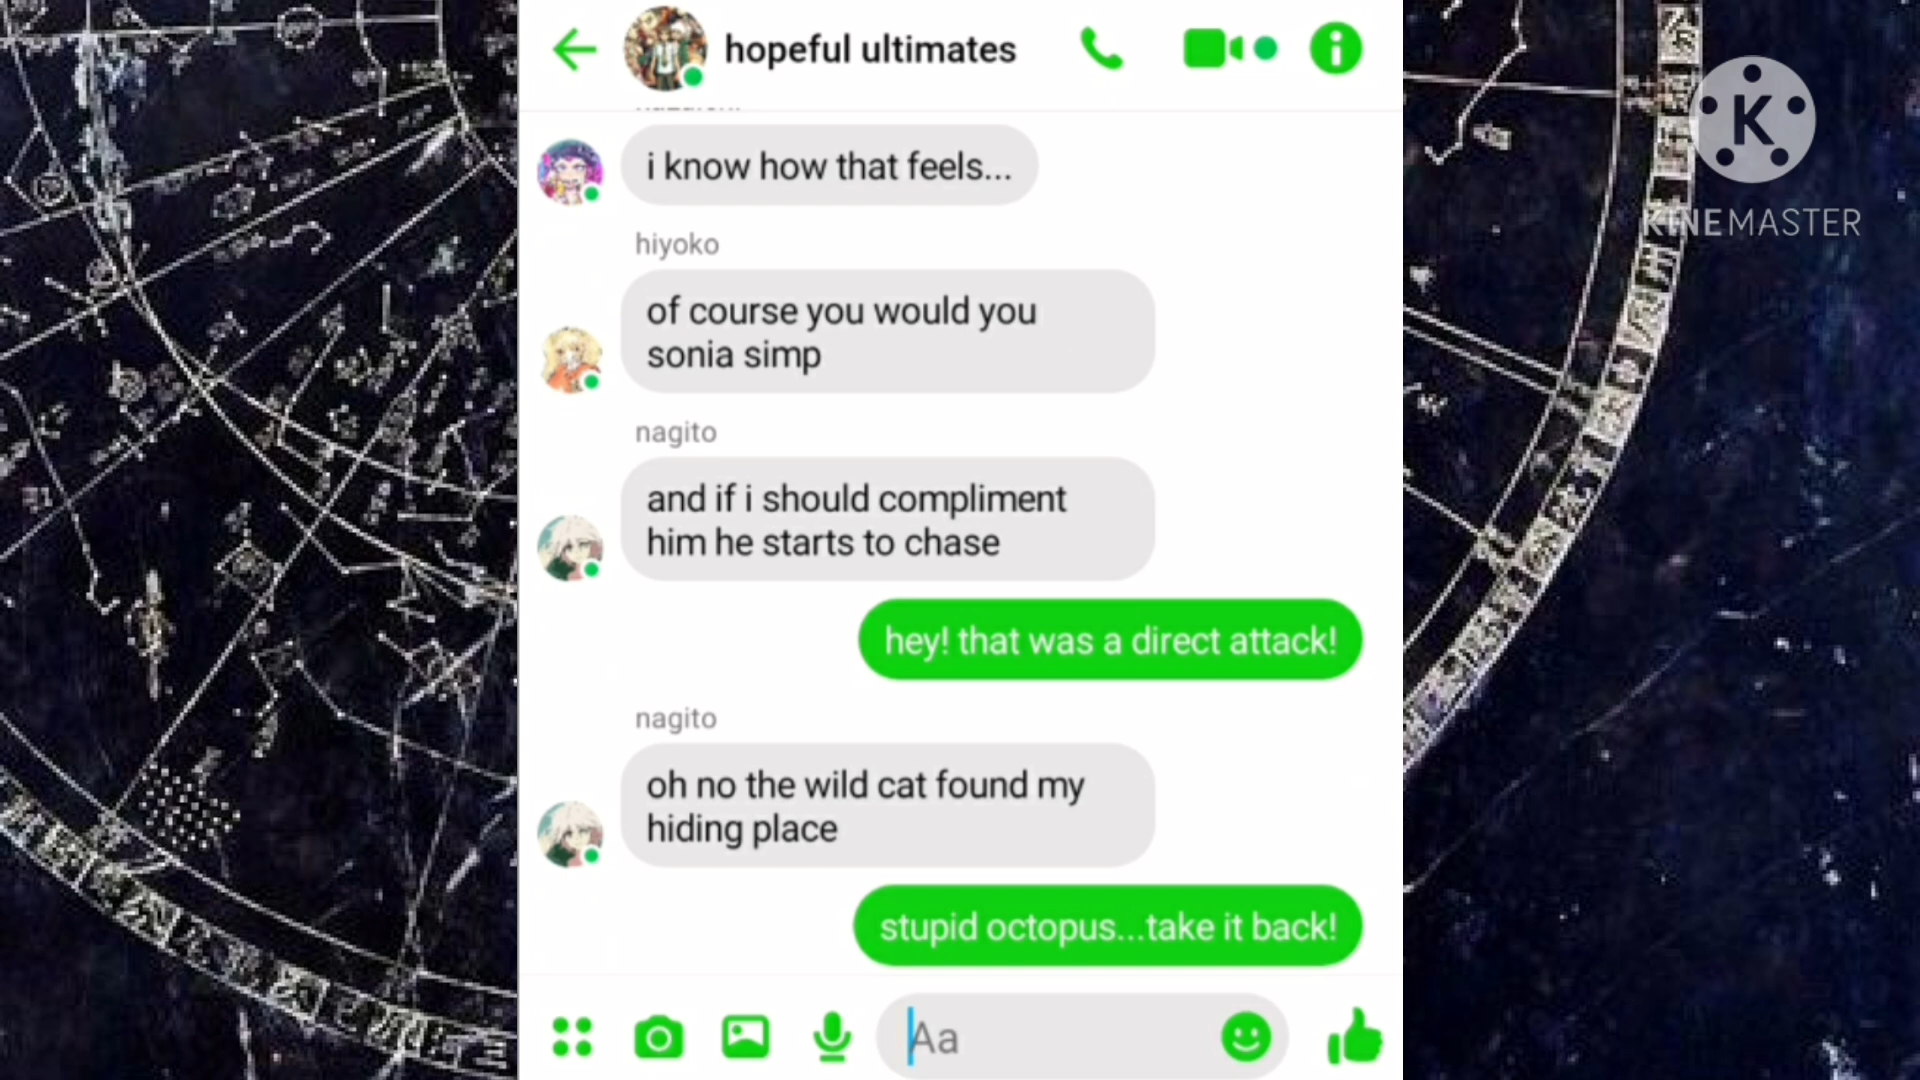 hopeful ultimates
i know how that feels...
hiyoko
of course you would you
sonia simp
nagito
and if i should compliment
him he starts to chase
hey! that was a direct attack!
nagito
oh no the wild cat found my
hiding place
stupid octopus...take it back!
Aa
K
KINEMASTER